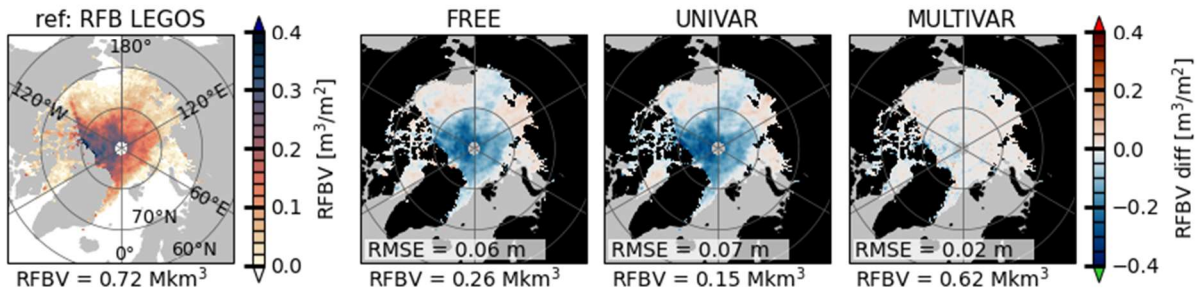 ref: RFB LEGOS
180°
120°W
120°E
60°E
70°N
0°
60°N
RFBV = 0.72 Mkm³
0.4
0.3
0.2
0.1
0.0
RFBV [m³/m²]
FREE
RMSE = 0.06 m
RFBV = 0.26 Mkm³
UNIVAR
RMSE = 0.07 m
RFBV = 0.15 Mkm³
MULTIVAR
RMSE = 0.02 m
RFBV = 0.62 Mkm³
0.4
0.2
0.0
−0.2
−0.4
RFBV diff [m³/m²]